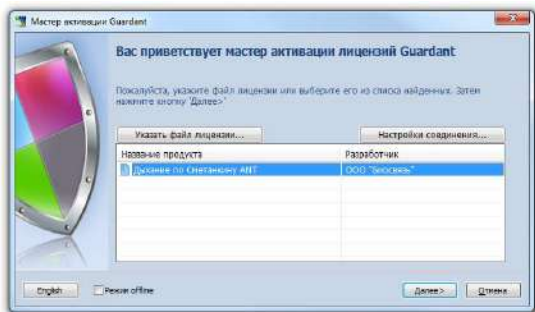 Мастер активации Guardant
Вас приветствует мастер активации лицензий Guardant
Пожалуйста, укажите файл лицензии или выберите его из списка найденных. Затем
нажмите кнопку 'Далее>'
Указать файл лицензии...
Настройки соединения...
Название продукта
Разработчик
Дыхание по Сметанкину ANT
ООО "Биосвязь"
English
Режим offline
Далее >
Отмена